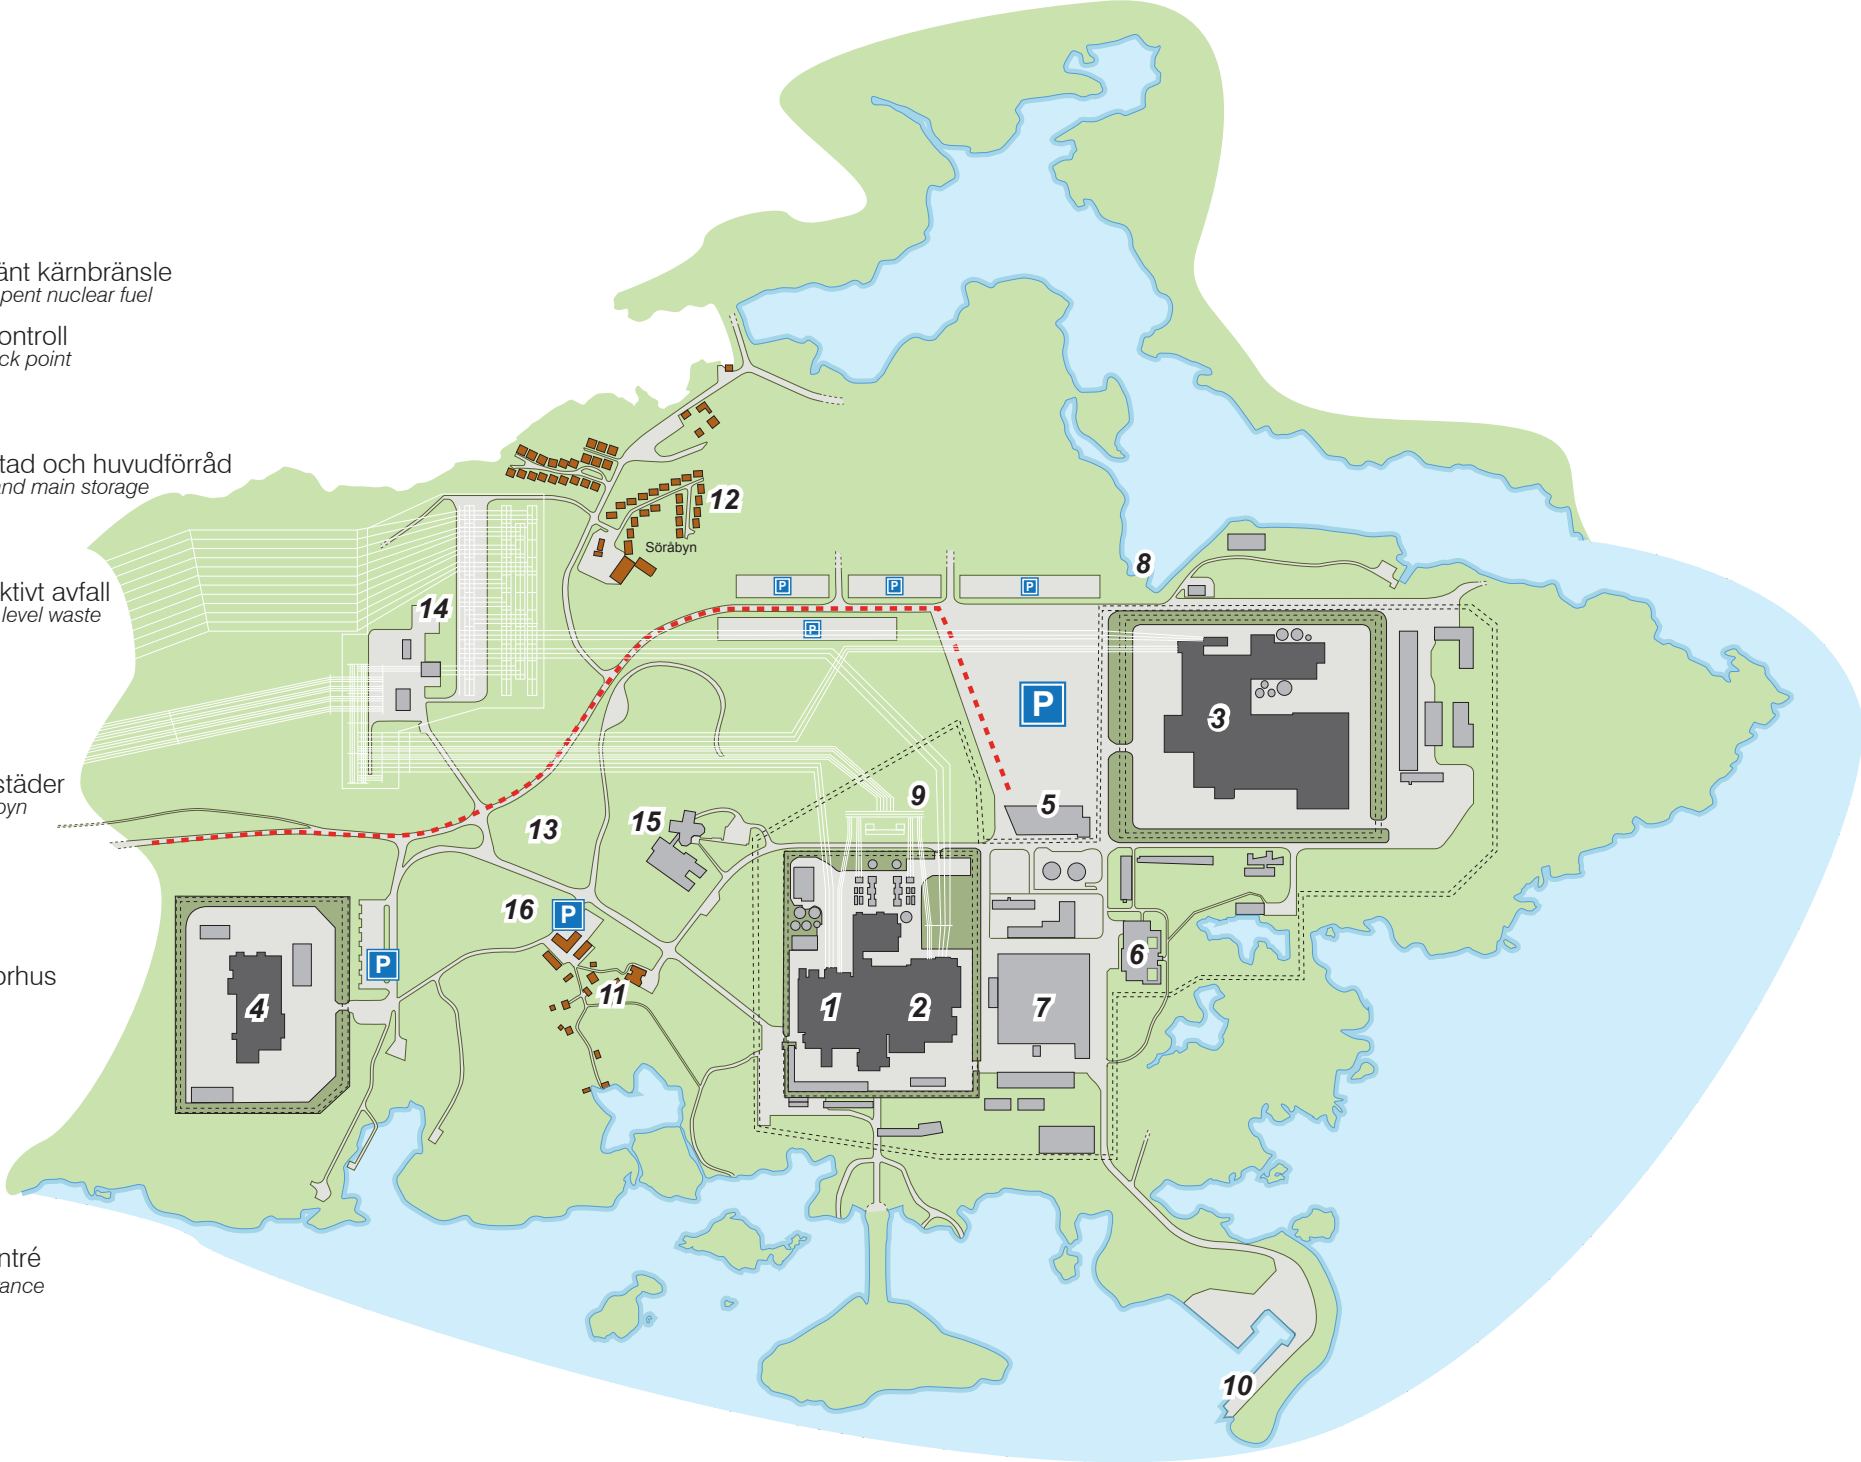 änt kärnbränsle
pent nuclear fuel
ontroll
ck point
tad och huvudförråd
and main storage
ktivt avfall
level waste
städer
byn
orhus
ntré
rance
12
Söråbyn
8
P
P
P
14
P
P
3
9
5
13
15
16
P
P
6
11
4
1
2
7
10